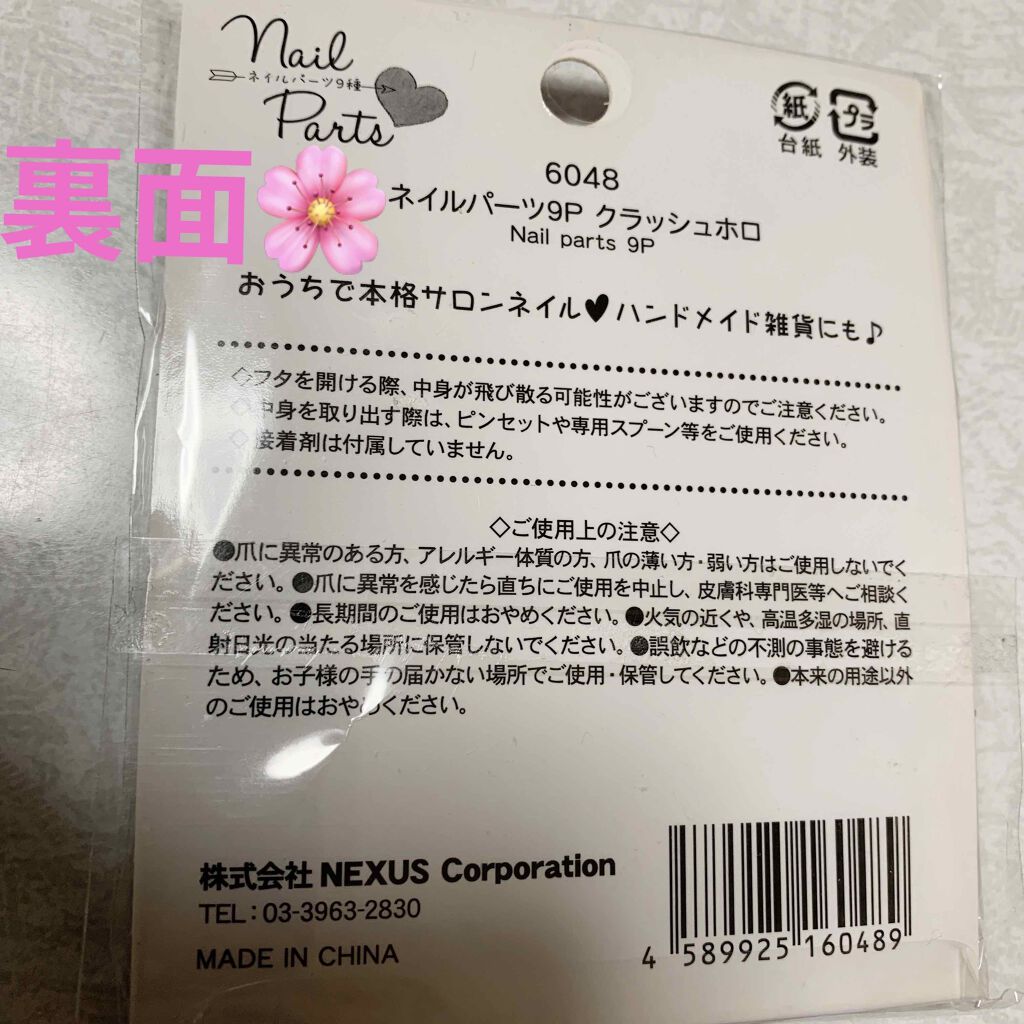 Nail
ネイルパーツ9種
Parts
紙
プラ
台紙 外装
裏面
6048
ネイルパーツ9P クラッシュホロ
Nail parts 9P
おうちで本格サロンネイル♥ハンドメイド雑貨にも♪
◇フタを開ける際、中身が飛び散る可能性がございますのでご注意ください。
◇中身を取り出す際は、ピンセットや専用スプーン等をご使用ください。
◇接着剤は付属していません。
◇ご使用上の注意◇
●爪に異常のある方、アレルギー体質の方、爪の薄い方・弱い方はご使用しないでく
ださい。●爪に異常を感じたら直ちにご使用を中止し、皮膚科専門医等へご相談く
ださい。●長期間のご使用はおやめください。●火気の近くや、高温多湿の場所、直
射日光の当たる場所に保管しないでください。●誤飲などの不測の事態を避ける
ため、お子様の手の届かない場所でご使用・保管してください。●本来の用途以外
のご使用はおやめください。
株式会社 NEXUS Corporation
TEL：03-3963-2830
MADE IN CHINA
4 589925 160489